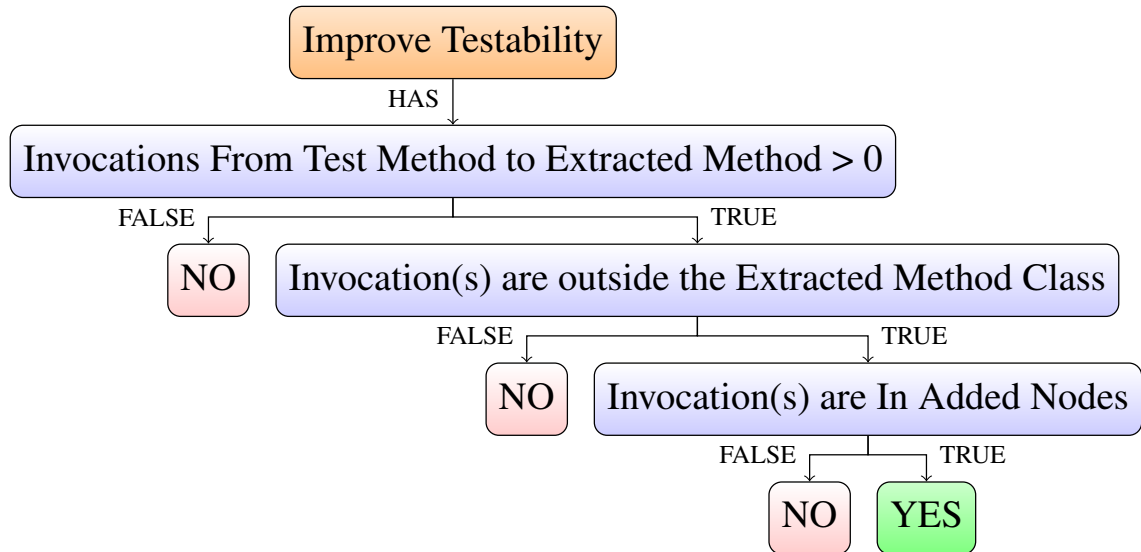 Improve Testability
HAS
Invocations From Test Method to Extracted Method > 0
FALSE
TRUE
NO
Invocation(s) are outside the Extracted Method Class
FALSE
TRUE
NO
Invocation(s) are In Added Nodes
FALSE
TRUE
NO
YES